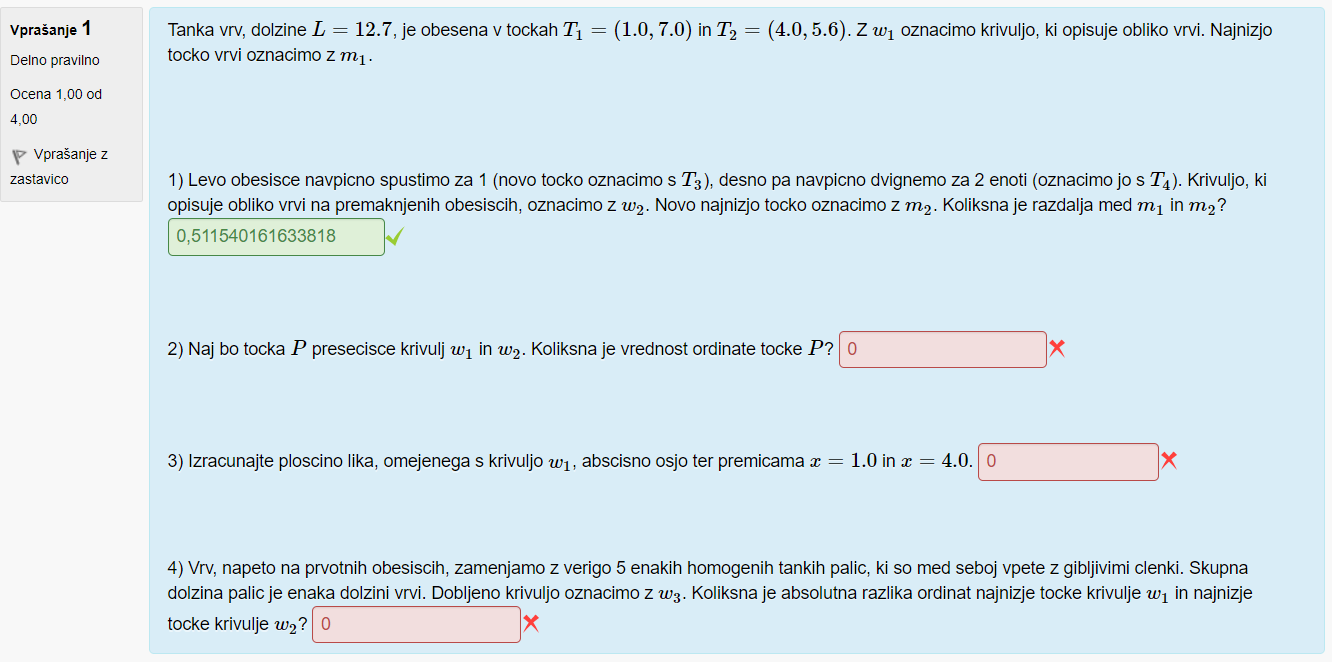 Vprašanje 1
Delno pravilno
Ocena 1,00 od
4,00
Vprašanje z
zastavico
Tanka vrv, dolzine L = 12.7, je obesena v tockah T₁ = (1.0, 7.0) in T₂ = (4.0, 5.6). Z w₁ oznacimo krivuljo, ki opisuje obliko vrvi. Najnizjo
tocko vrvi oznacimo z m₁.
1) Levo obesisce navpicno spustimo za 1 (novo tocko oznacimo s T₃), desno pa navpicno dvignemo za 2 enoti (oznacimo jo s T₄). Krivuljo, ki
opisuje obliko vrvi na premaknjenih obesiscih, oznacimo z w₂. Novo najnizjo tocko oznacimo z m₂. Koliksna je razdalja med m₁ in m₂?
0,511540161633818
2) Naj bo tocka P presecisce krivulj w₁ in w₂. Koliksna je vrednost ordinate tocke P? 0
3) Izracunajte ploscino lika, omejenega s krivuljo w₁, abscisno osjo ter premicama x = 1.0 in x = 4.0. 0
4) Vrv, napeto na prvotnih obesiscih, zamenjamo z verigo 5 enakih homogenih tankih palic, ki so med seboj vpete z gibljivimi clenki. Skupna
dolzina palic je enaka dolzini vrvi. Dobljeno krivuljo oznacimo z w₃. Koliksna je absolutna razlika ordinat najnizje tocke krivulje w₁ in najnizje
tocke krivulje w₂? 0